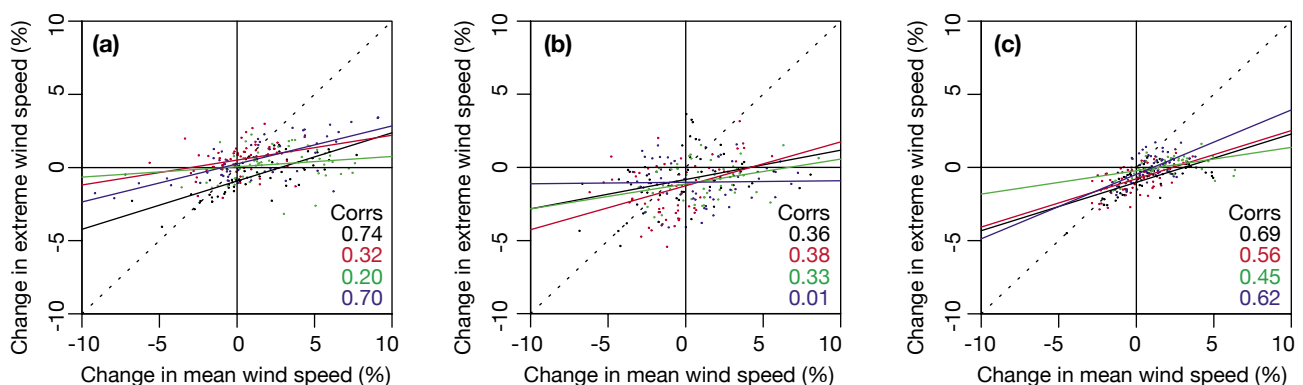 (a)
Change in extreme wind speed (%)
10
5
0
-5
-10
Corrs
0.74
0.32
0.20
0.70
-10 -5 0 5 10
Change in mean wind speed (%)
(b)
Change in extreme wind speed (%)
10
5
0
-5
-10
Corrs
0.36
0.38
0.33
0.01
-10 -5 0 5 10
Change in mean wind speed (%)
(c)
Change in extreme wind speed (%)
10
5
0
-5
-10
Corrs
0.69
0.56
0.45
0.62
-10 -5 0 5 10
Change in mean wind speed (%)